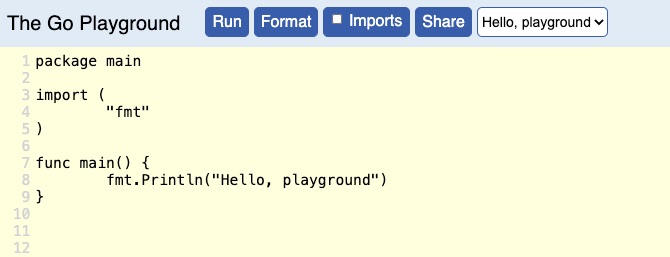 The Go Playground Run Format Imports Share Hello, playground
1 package main
2
3 import (
4         "fmt"
5 )
6
7 func main() {
8         fmt.Println("Hello, playground")
9 }
10
11
12